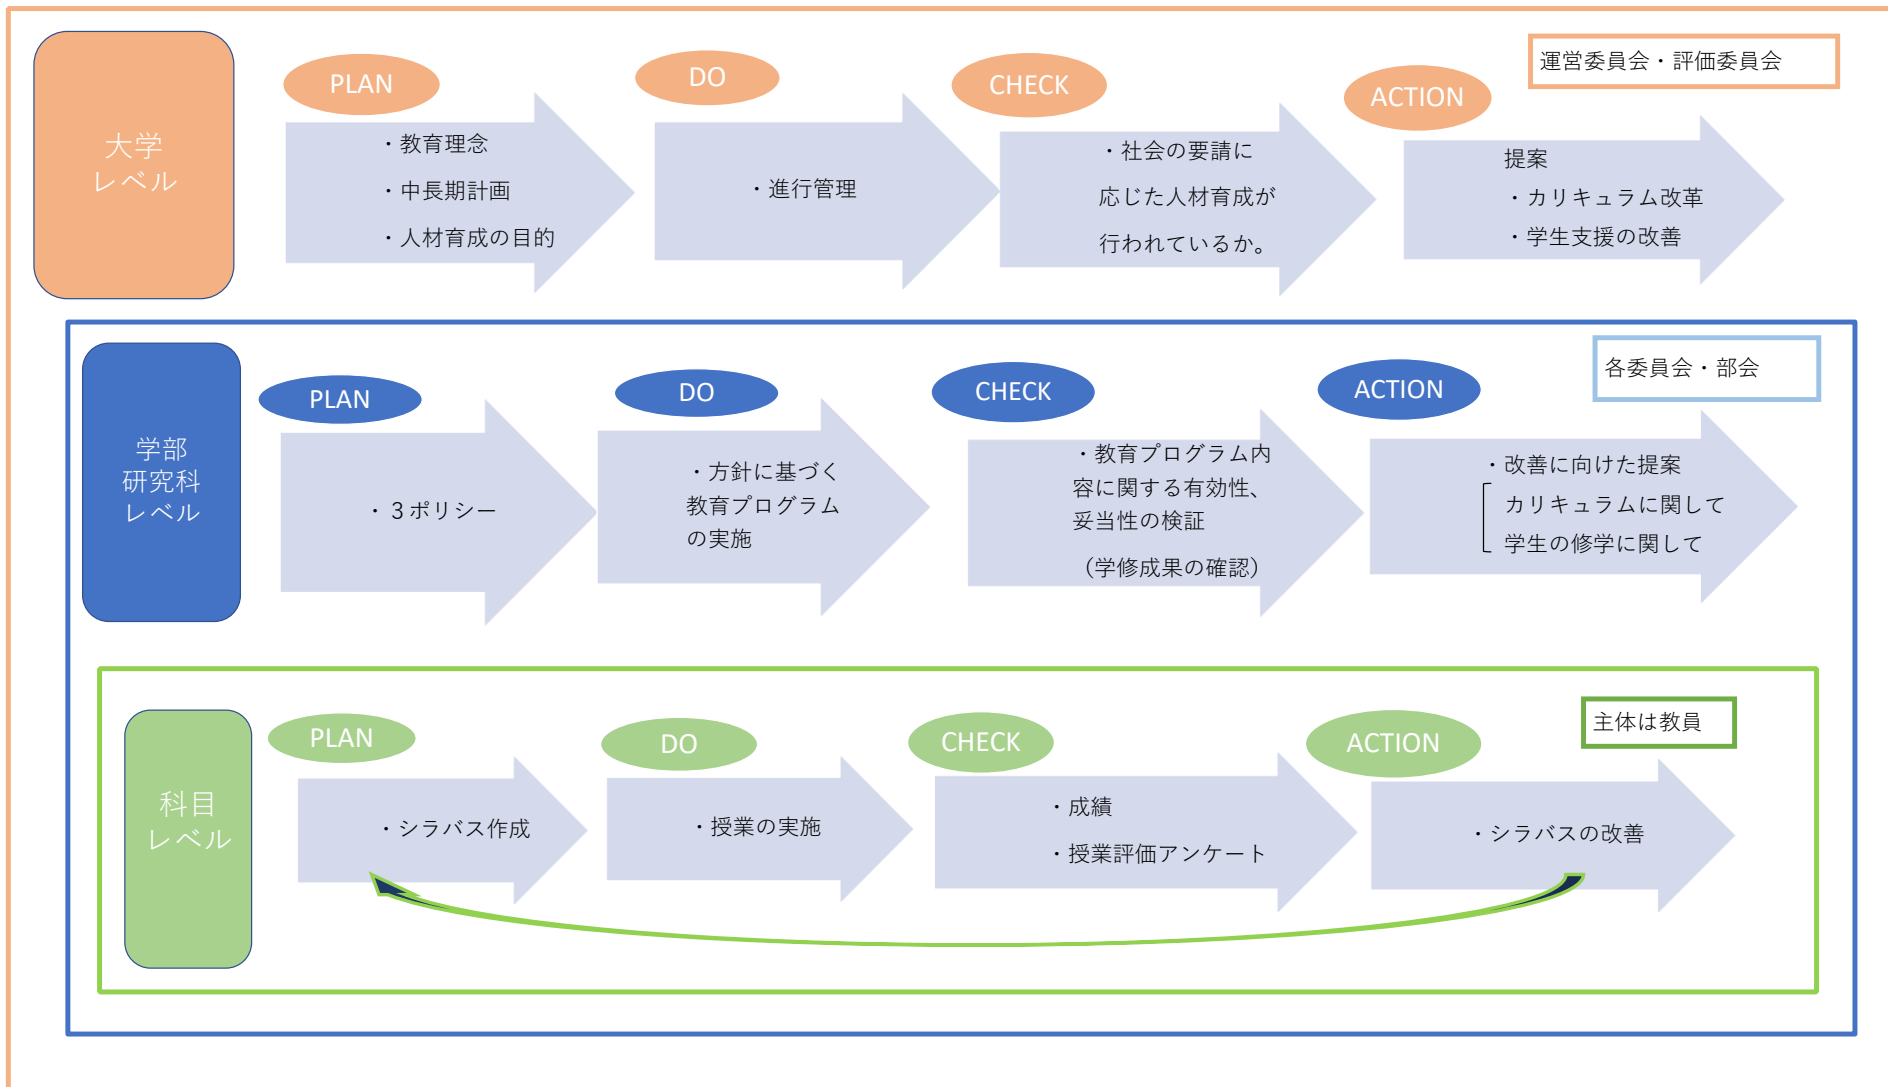 大学
レベル
PLAN
・教育理念
・中長期計画
・人材育成の目的
DO
・進行管理
CHECK
・社会の要請に
応じた人材育成が
行われているか。
ACTION
提案
・カリキュラム改革
・学生支援の改善
運営委員会・評価委員会
学部
研究科
レベル
PLAN
・３ポリシー
DO
・方針に基づく
教育プログラム
の実施
CHECK
・教育プログラム内
容に関する有効性、
妥当性の検証
（学修成果の確認）
ACTION
・改善に向けた提案
カリキュラムに関して
学生の修学に関して
各委員会・部会
科目
レベル
PLAN
・シラバス作成
DO
・授業の実施
CHECK
・成績
・授業評価アンケート
ACTION
・シラバスの改善
主体は教員